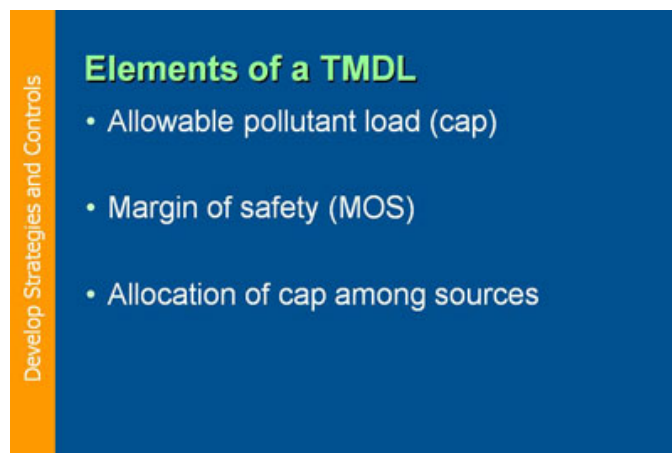 Develop Strategies and Controls
Elements of a TMDL
• Allowable pollutant load (cap)
• Margin of safety (MOS)
• Allocation of cap among sources